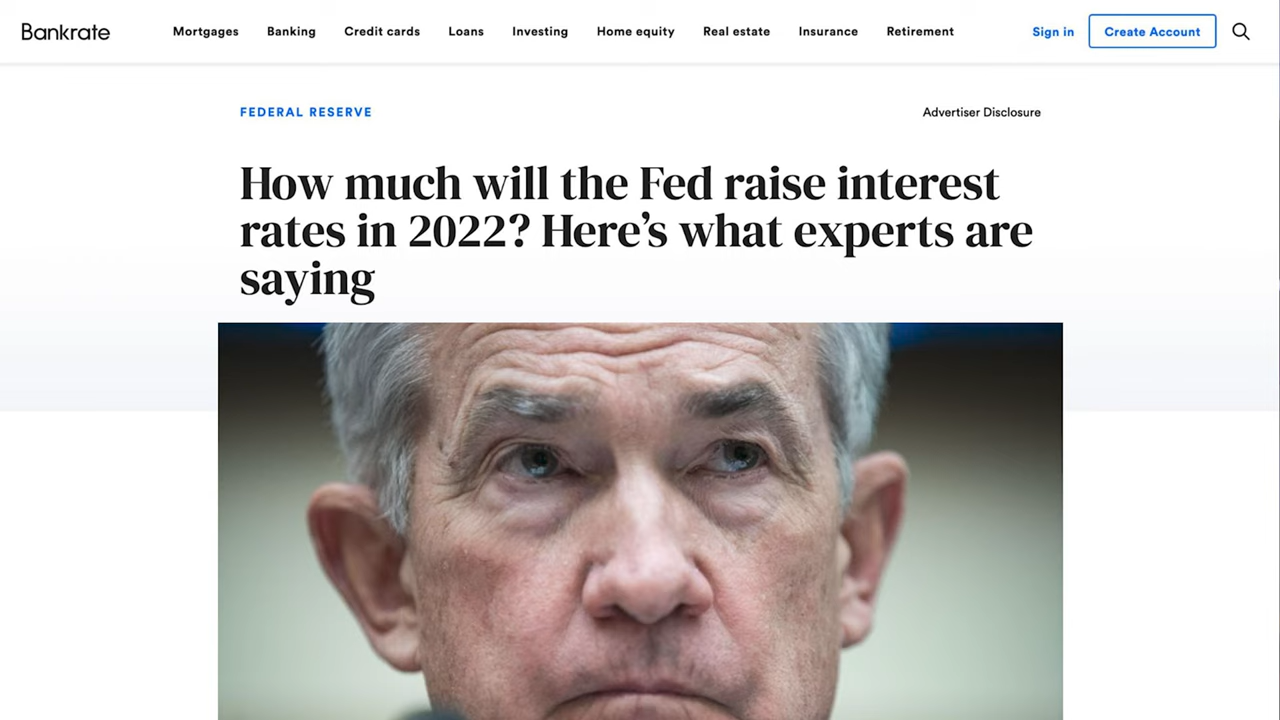 Bankrate
Mortgages
Banking
Credit cards
Loans
Investing
Home equity
Real estate
Insurance
Retirement
Sign in
Create Account
FEDERAL RESERVE
Advertiser Disclosure
How much will the Fed raise interest
rates in 2022? Here’s what experts are
saying